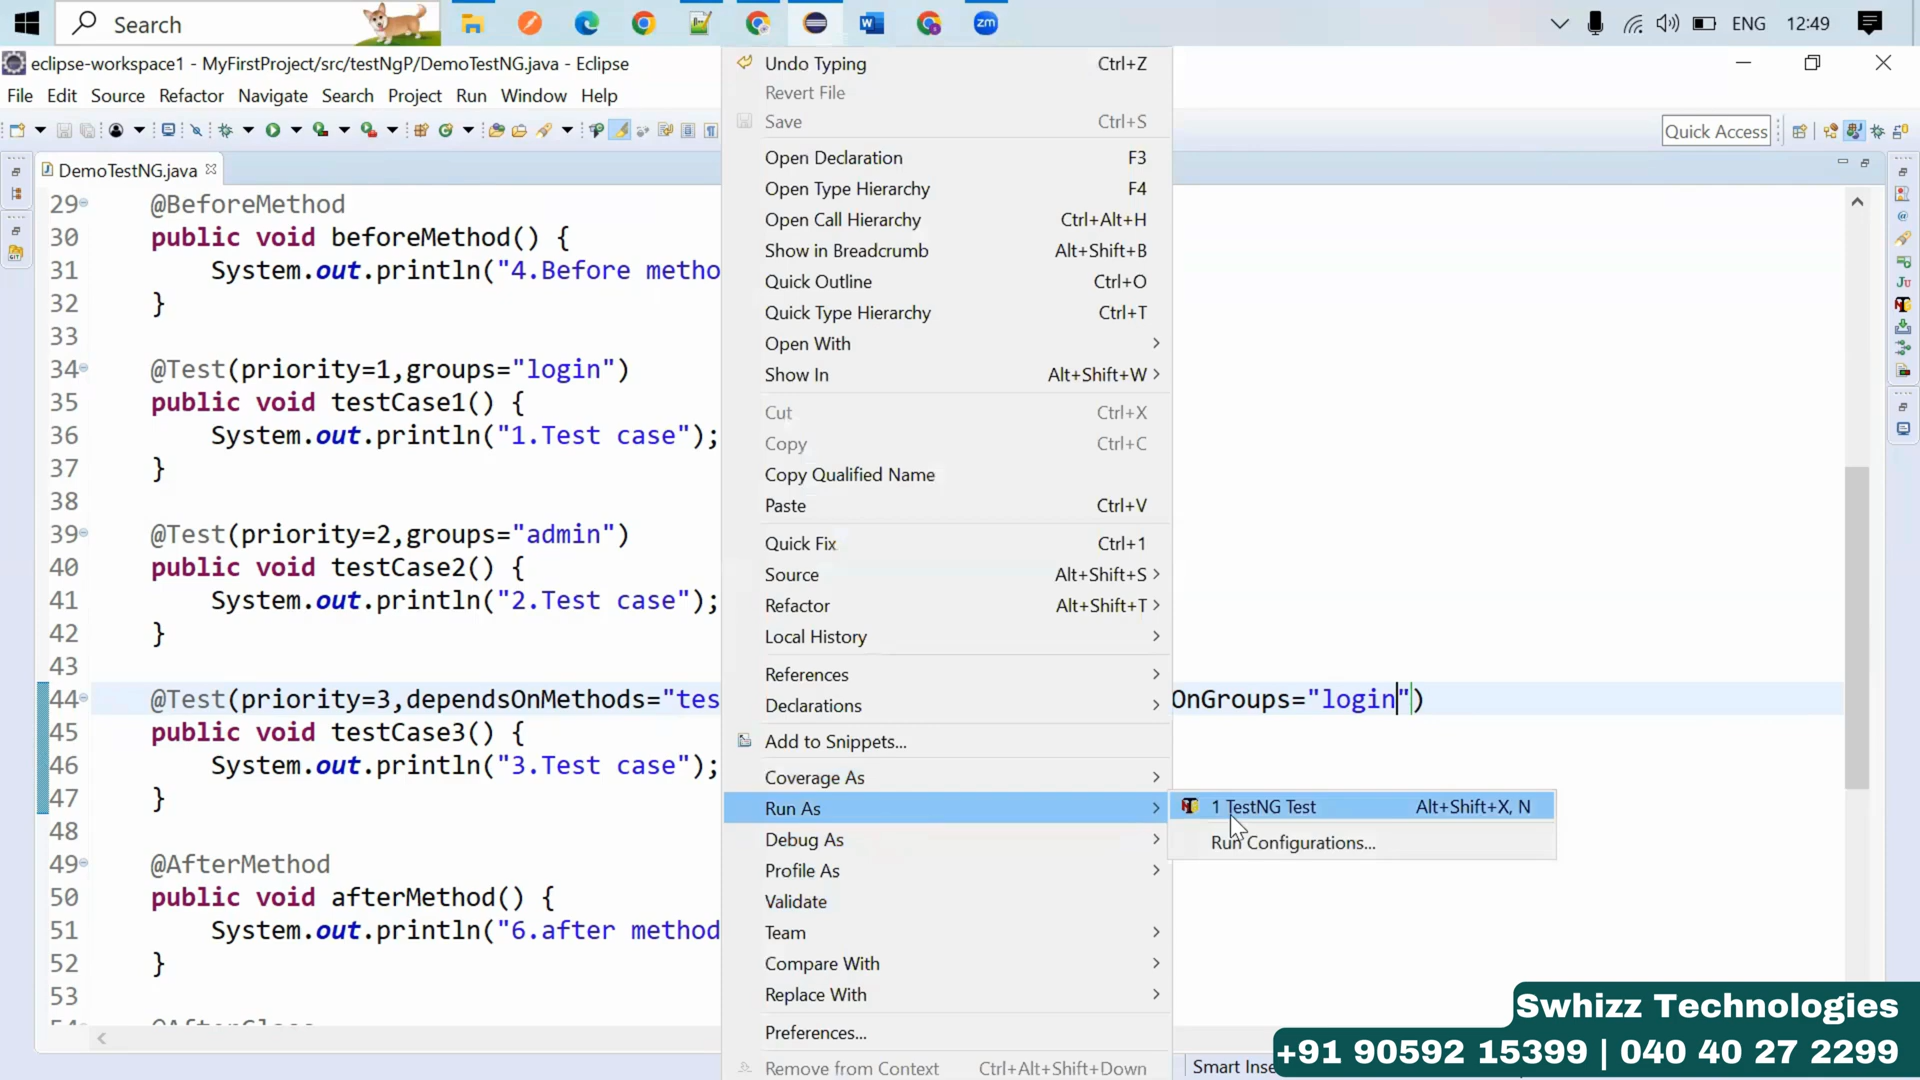 Search
ENG
12:49
eclipse-workspace1 - MyFirstProject/src/testNgP/DemoTestNG.java - Eclipse
File Edit Source Refactor Navigate Search Project Run Window Help
Quick Access
DemoTestNG.java
29 @BeforeMethod
30 public void beforeMethod() {
31 System.out.println("4.Before metho
32 }
33
34 @Test(priority=1,groups="login")
35 public void testCase1() {
36 System.out.println("1.Test case");
37 }
38
39 @Test(priority=2,groups="admin")
40 public void testCase2() {
41 System.out.println("2.Test case");
42 }
43
44 @Test(priority=3,dependsOnMethods="tes OnGroups="login")
45 public void testCase3() {
46 System.out.println("3.Test case");
47 }
48
49 @AfterMethod
50 public void afterMethod() {
51 System.out.println("6.after method
52 }
53
Undo Typing Ctrl+Z
Revert File
Save Ctrl+S
Open Declaration F3
Open Type Hierarchy F4
Open Call Hierarchy Ctrl+Alt+H
Show in Breadcrumb Alt+Shift+B
Quick Outline Ctrl+O
Quick Type Hierarchy Ctrl+T
Open With
Show In Alt+Shift+W
Cut Ctrl+X
Copy Ctrl+C
Copy Qualified Name
Paste Ctrl+V
Quick Fix Ctrl+1
Source Alt+Shift+S
Refactor Alt+Shift+T
Local History
References
Declarations
Add to Snippets...
Coverage As
Run As
Debug As
Profile As
Validate
Team
Compare With
Replace With
Preferences...
Remove from Context Ctrl+Alt+Shift+Down
1 TestNG Test Alt+Shift+X, N
Run Configurations...
Smart Inse
Swhizz Technologies
+91 90592 15399 | 040 40 27 2299